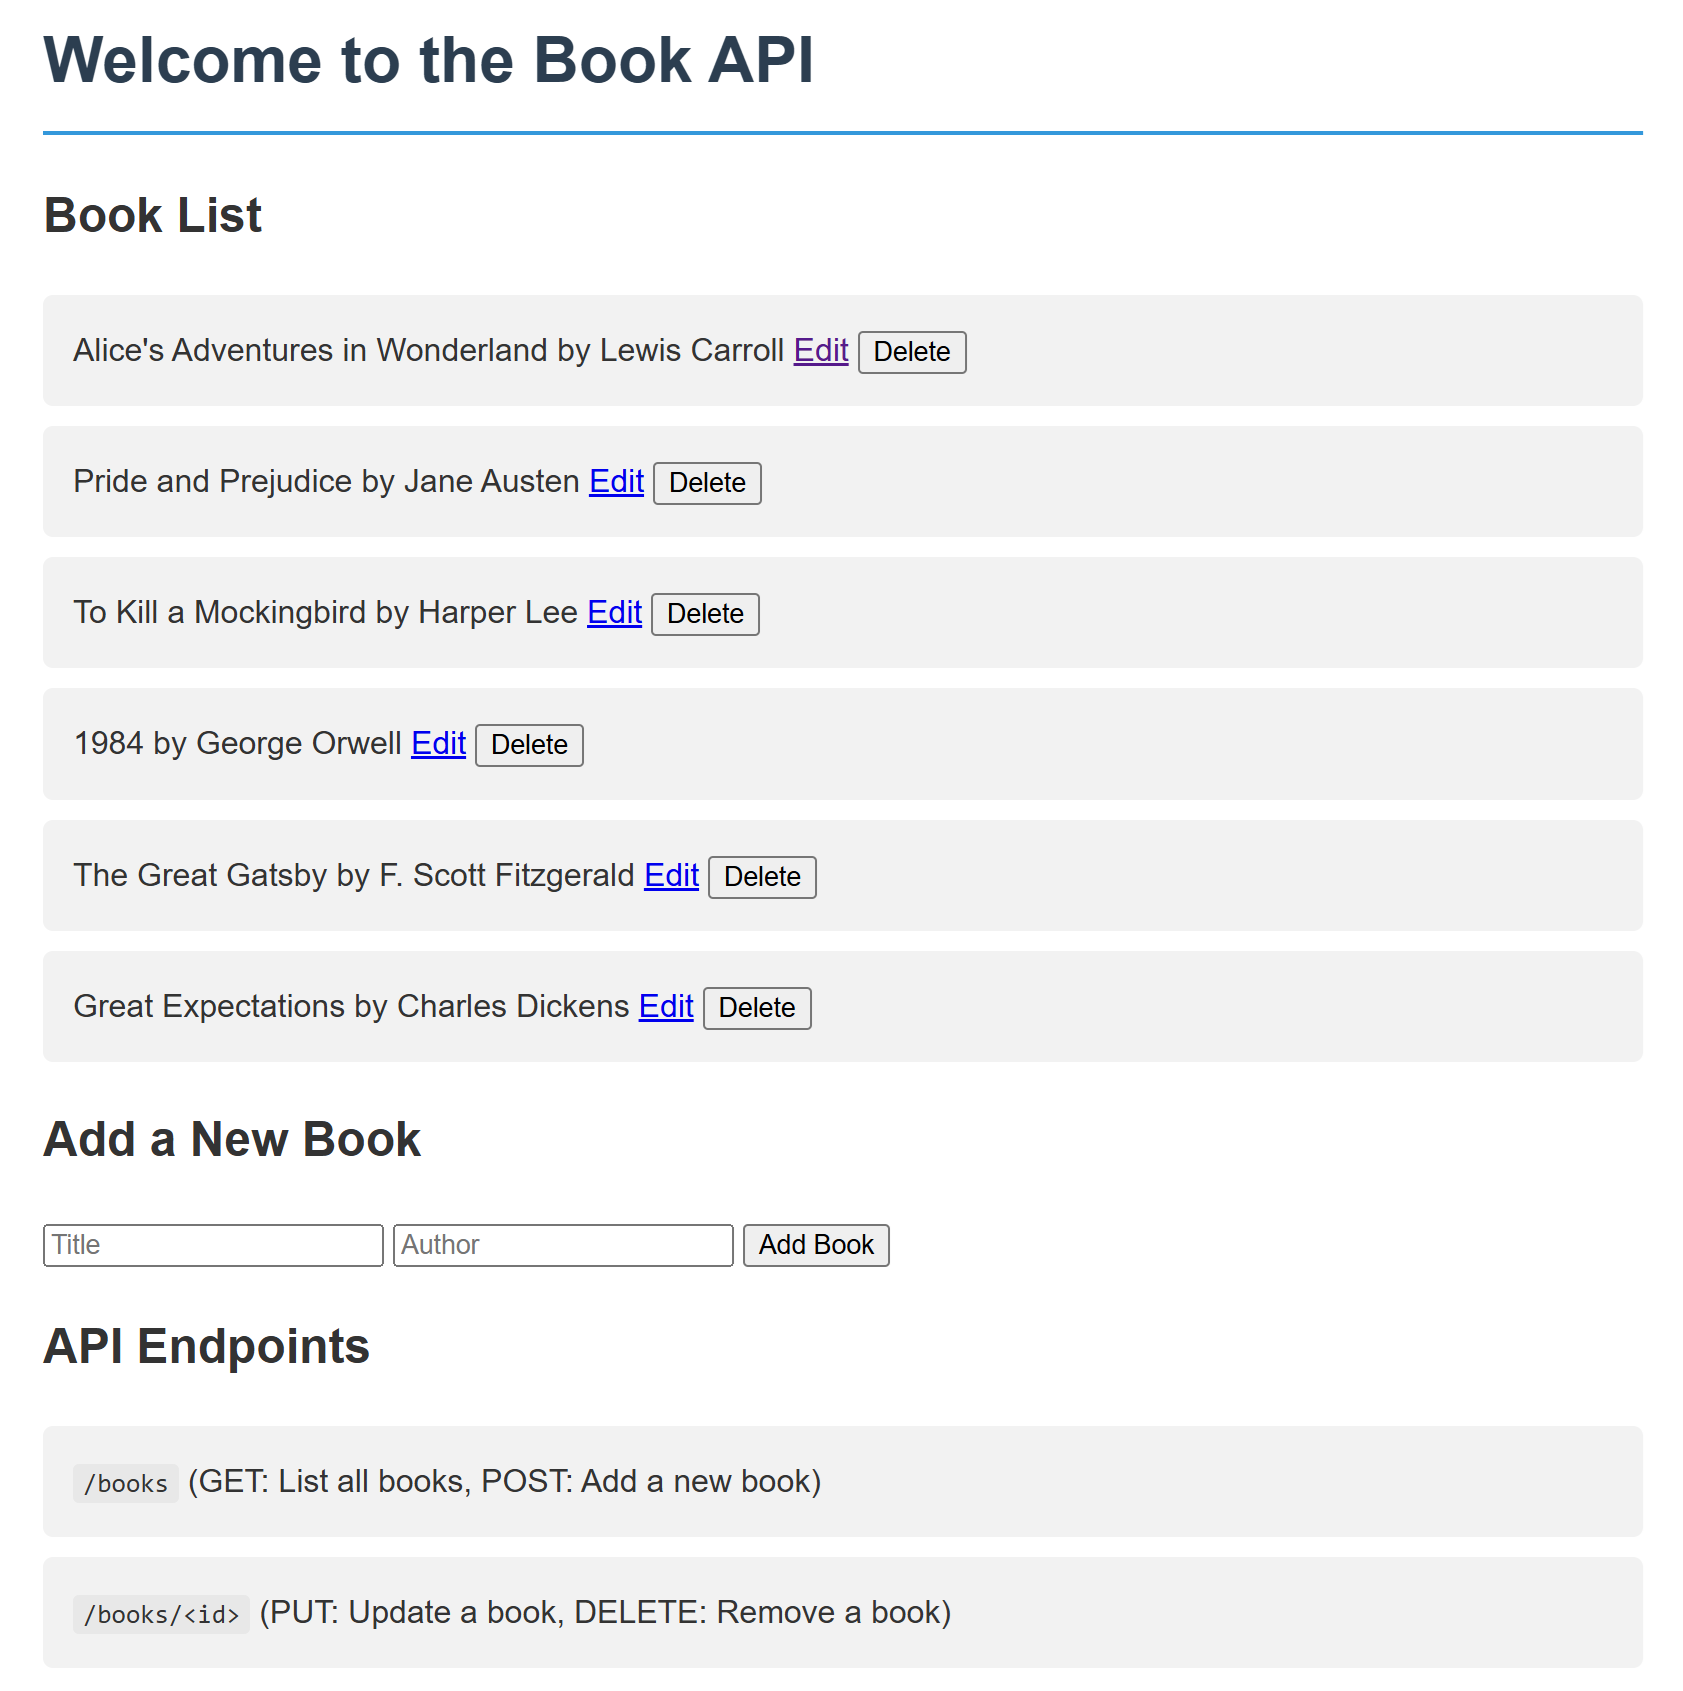 Welcome to the Book API
Book List
Alice's Adventures in Wonderland by Lewis Carroll Edit Delete
Pride and Prejudice by Jane Austen Edit Delete
To Kill a Mockingbird by Harper Lee Edit Delete
1984 by George Orwell Edit Delete
The Great Gatsby by F. Scott Fitzgerald Edit Delete
Great Expectations by Charles Dickens Edit Delete
Add a New Book
Title Author Add Book
API Endpoints
/books (GET: List all books, POST: Add a new book)
/books/<id> (PUT: Update a book, DELETE: Remove a book)